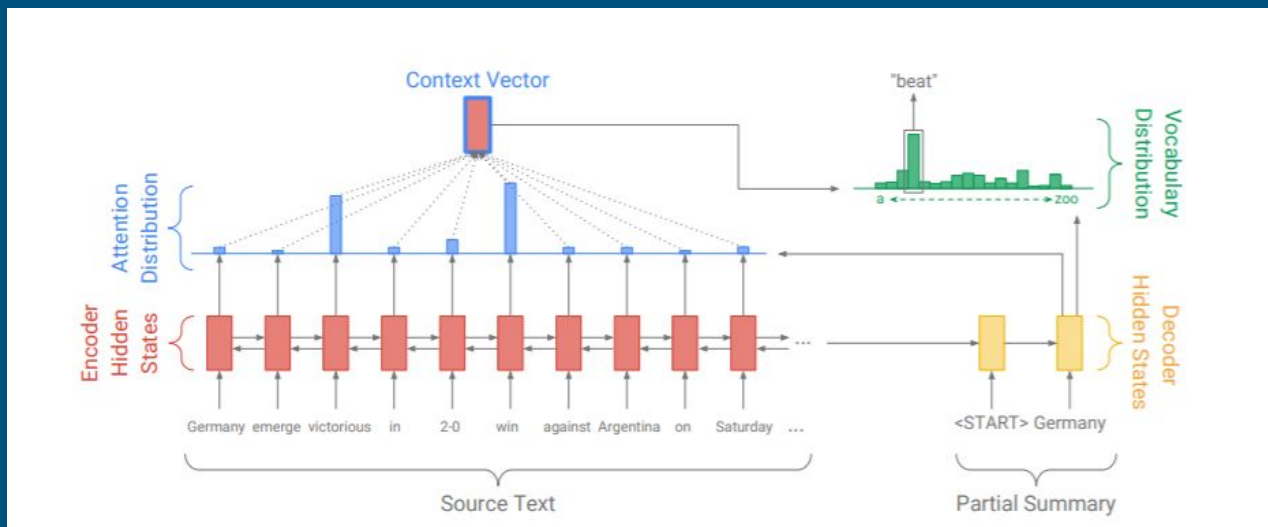 Context Vector
"beat"
Vocabulary
Distribution
a
zoo
Attention
Distribution
Encoder
Hidden
States
...
Decoder
Hidden States
Germany emerge victorious in 2-0 win against Argentina on Saturday ...
<START> Germany
Source Text
Partial Summary